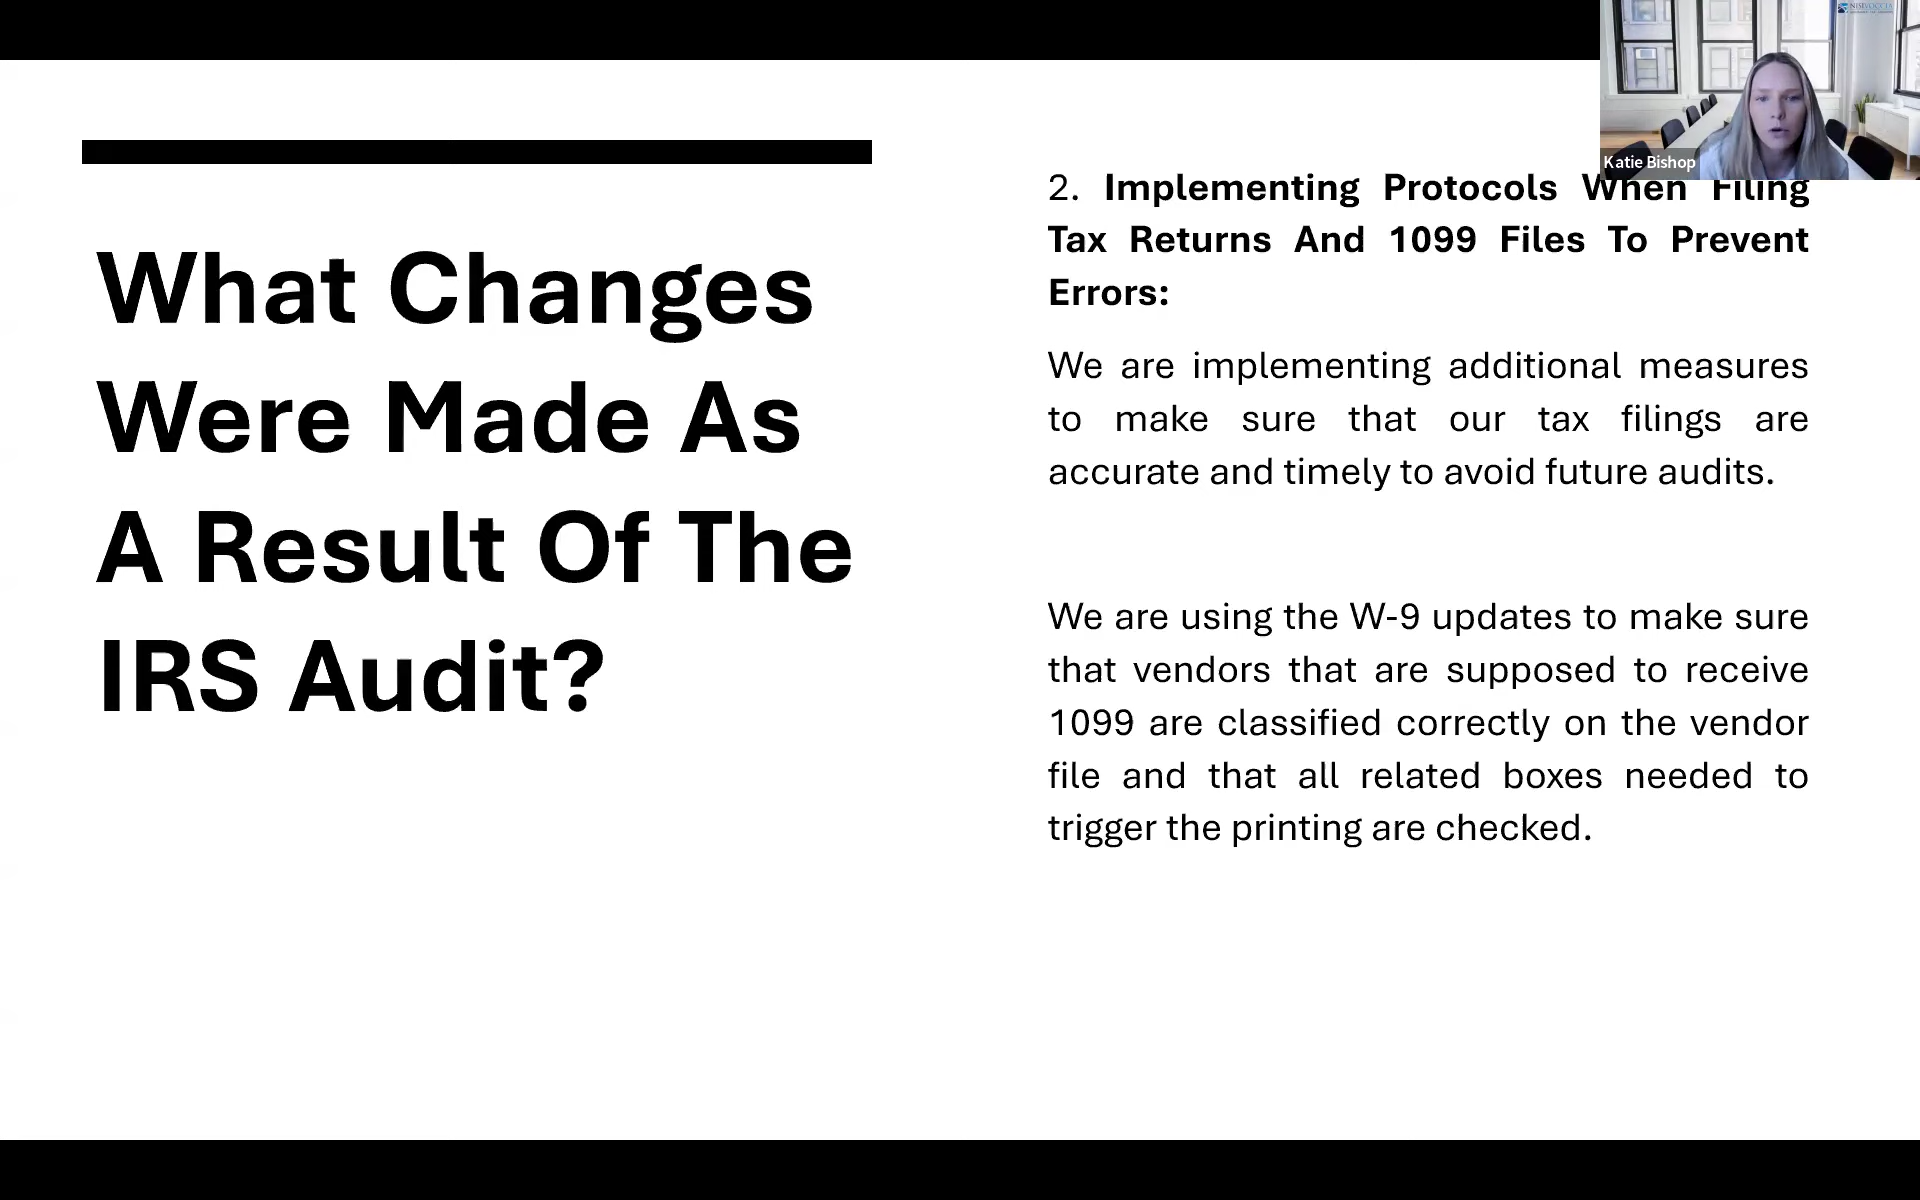 NISIVOCCIA
Katie Bishop
What Changes
Were Made As
A Result Of The
IRS Audit?
2. Implementing Protocols When Filing
Tax Returns And 1099 Files To Prevent
Errors:
We are implementing additional measures
to make sure that our tax filings are
accurate and timely to avoid future audits.
We are using the W-9 updates to make sure
that vendors that are supposed to receive
1099 are classified correctly on the vendor
file and that all related boxes needed to
trigger the printing are checked.